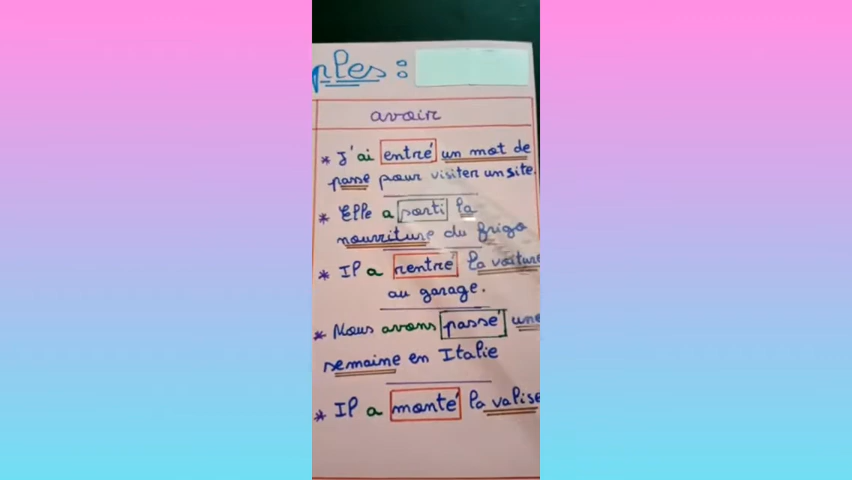 ples :
avoir
* J'ai entré un mot de
passe pour visiter un site.
* Elle a sorti la
nourriture du frigo
* Il a rentré la voiture
au garage.
* Nous avons passé une
semaine en Italie
* Il a monté la valise